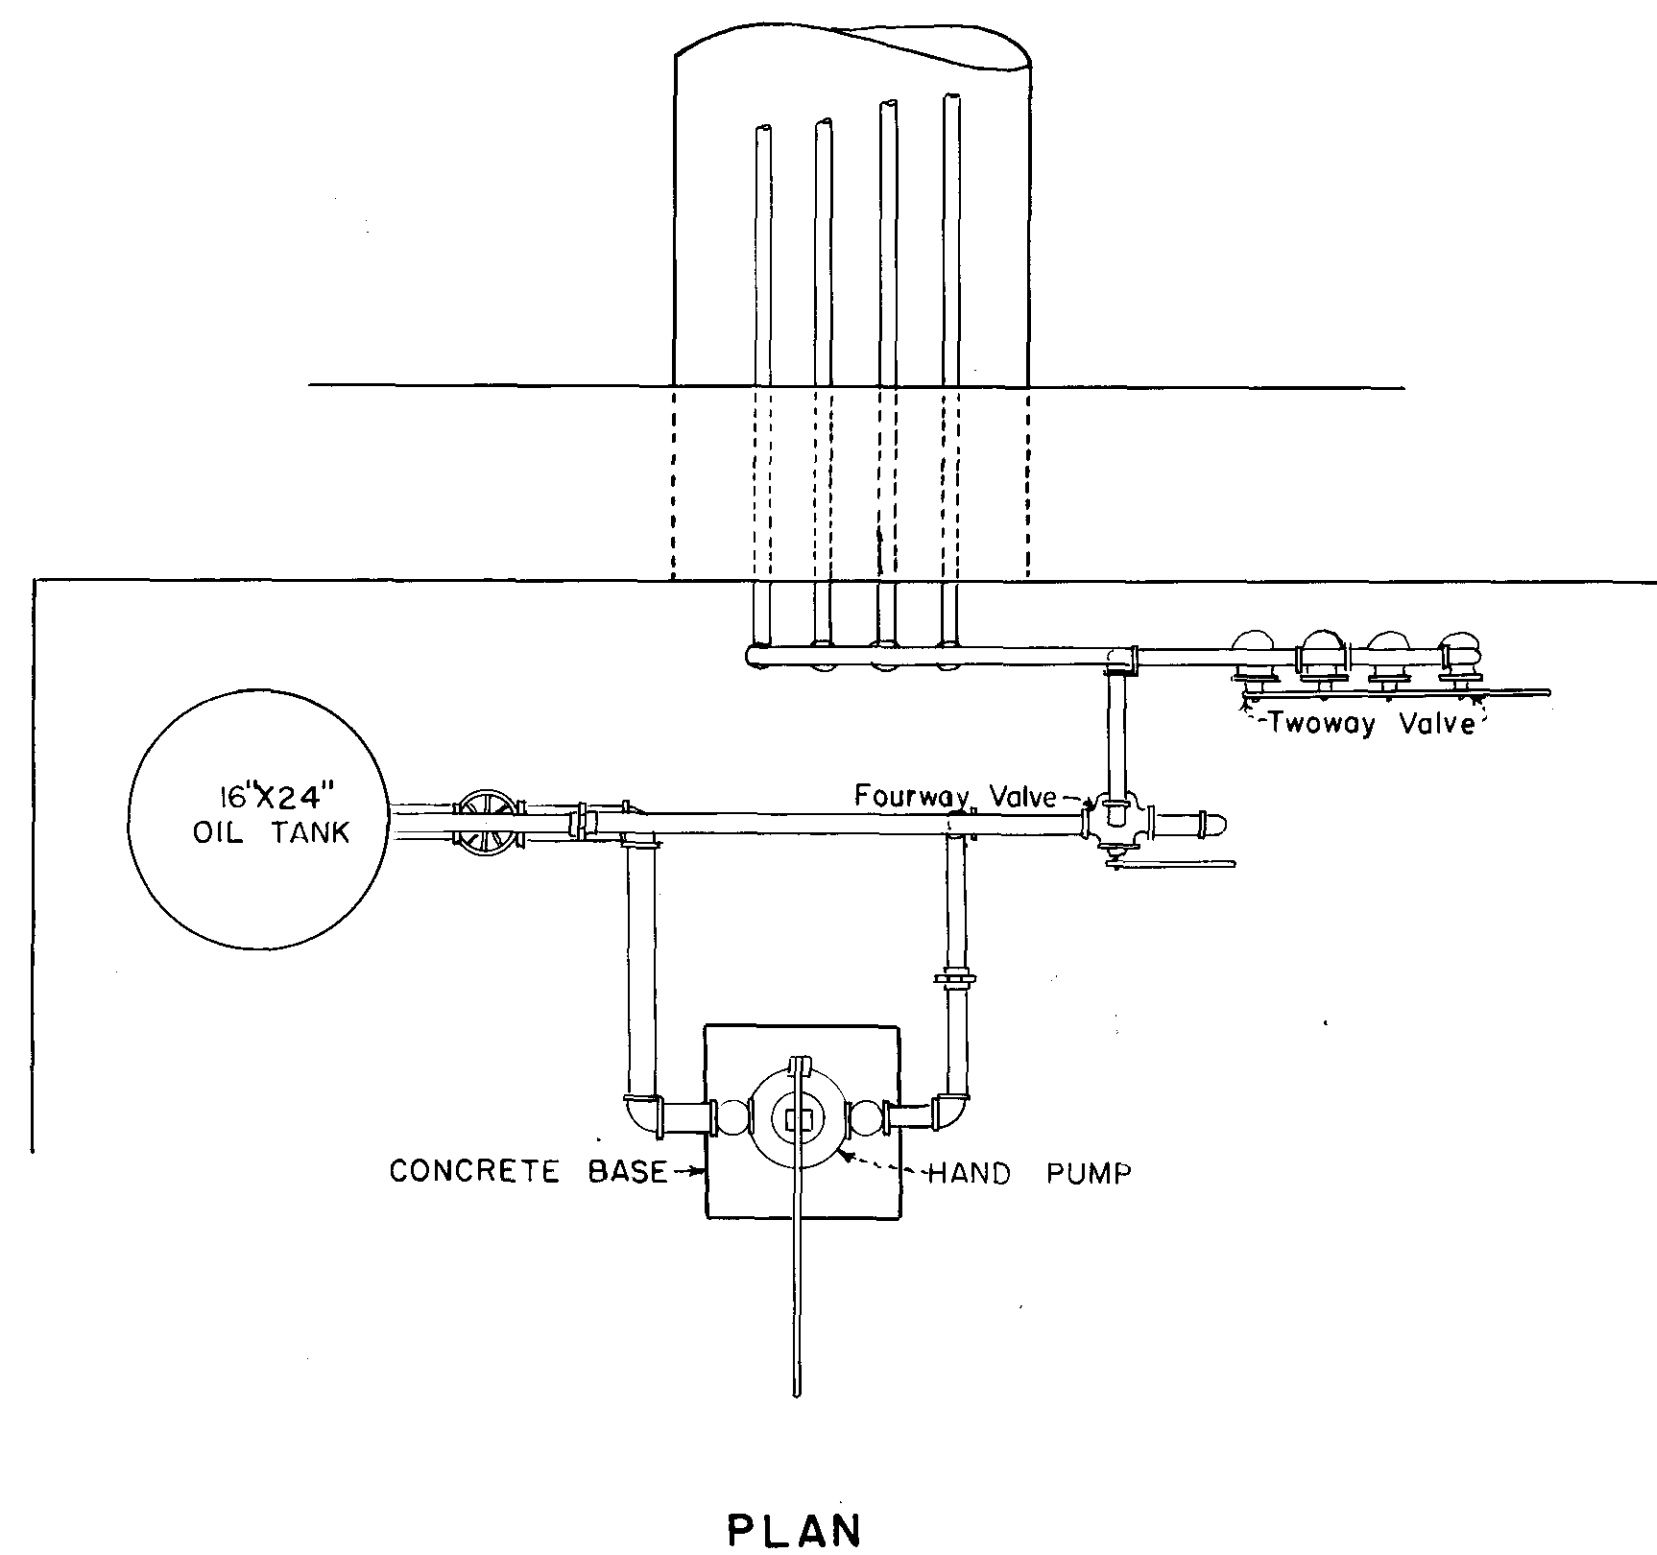 Twoway Valve
16"X24"
OIL TANK
Fourway Valve
CONCRETE BASE
HAND PUMP
PLAN